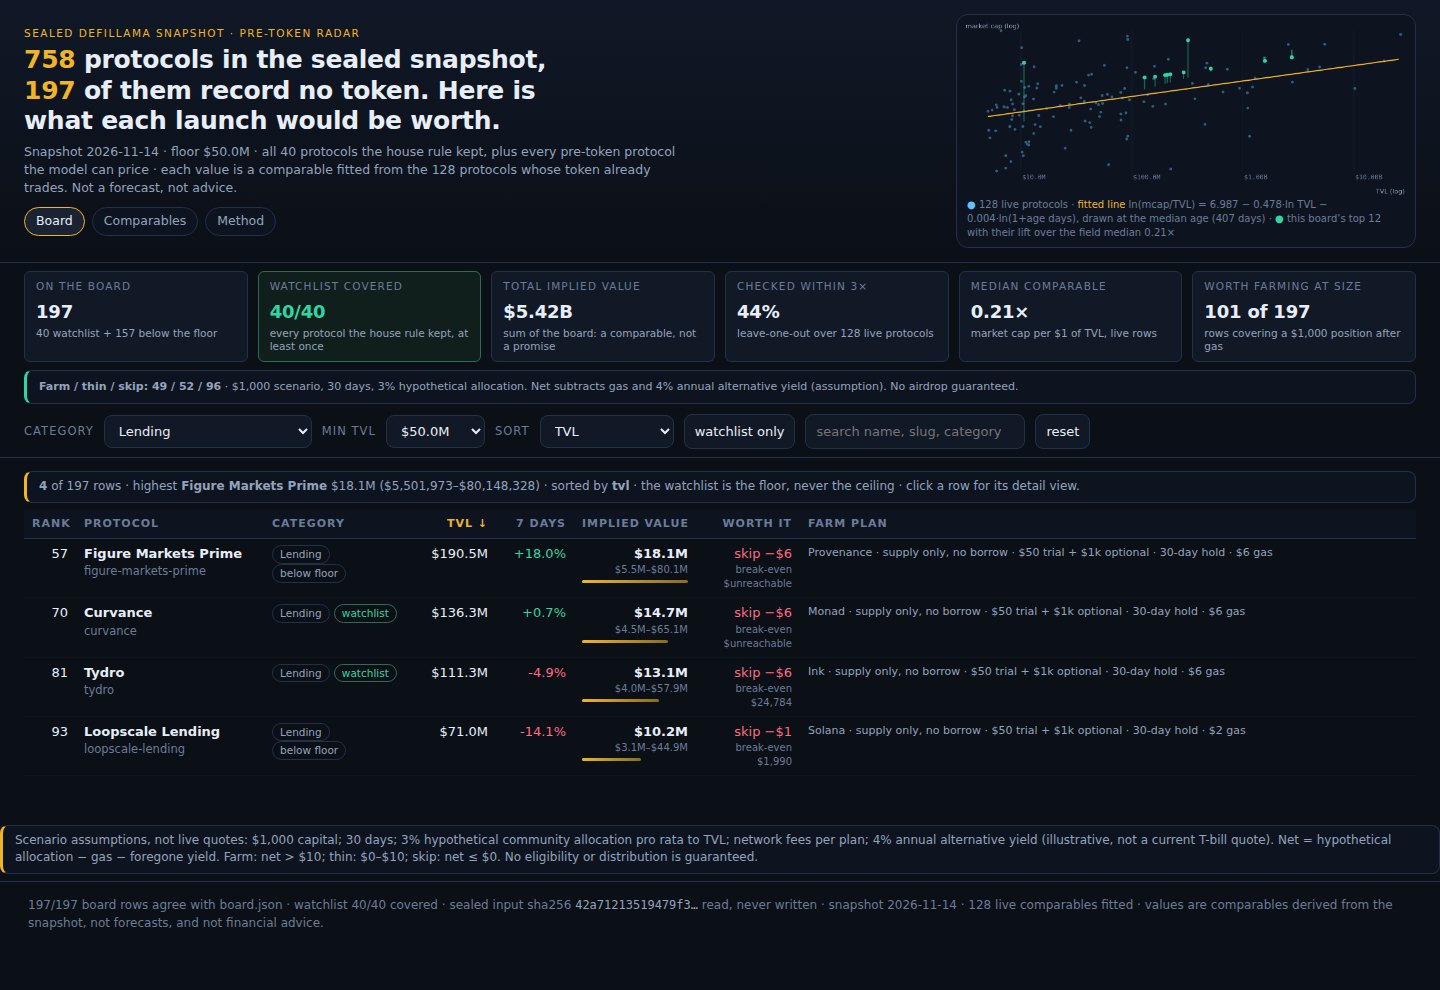 SEALED DEFILLAMA SNAPSHOT · PRE-TOKEN RADAR
758 protocols in the sealed snapshot,
197 of them record no token. Here is
what each launch would be worth.
Snapshot 2026-11-14 · floor $50.0M · all 40 protocols the house rule kept, plus every pre-token protocol
the model can price · each value is a comparable fitted from the 128 protocols whose token already
trades. Not a forecast, not advice.
Board Comparables Method
market cap (log)
$10.0M $100.0M $1.00B $10.00B
TVL (log)
128 live protocols · fitted line ln(mcap/TVL) = 6.987 − 0.478·ln TVL −
0.004·ln(1+age days), drawn at the median age (407 days) · this board's top 12
with their lift over the field median 0.21×
ON THE BOARD
197
40 watchlist + 157 below the floor
WATCHLIST COVERED
40/40
every protocol the house rule kept, at
least once
TOTAL IMPLIED VALUE
$5.42B
sum of the board: a comparable, not
a promise
CHECKED WITHIN 3×
44%
leave-one-out over 128 live protocols
MEDIAN COMPARABLE
0.21×
market cap per $1 of TVL, live rows
WORTH FARMING AT SIZE
101 of 197
rows covering a $1,000 position after
gas
Farm / thin / skip: 49 / 52 / 96 · $1,000 scenario, 30 days, 3% hypothetical allocation. Net subtracts gas and 4% annual alternative yield (assumption). No airdrop guaranteed.
CATEGORY Lending MIN TVL $50.0M SORT TVL watchlist only search name, slug, category reset
4 of 197 rows · highest Figure Markets Prime $18.1M ($5,501,973–$80,148,328) · sorted by tvl · the watchlist is the floor, never the ceiling · click a row for its detail view.
RANK PROTOCOL CATEGORY TVL ↓ 7 DAYS IMPLIED VALUE WORTH IT FARM PLAN
57 Figure Markets Prime Lending $190.5M +18.0% $18.1M skip −$6 Provenance · supply only, no borrow · $50 trial + $1k optional · 30-day hold · $6 gas
figure-markets-prime below floor $5.5M–$80.1M break-even
$unreachable
70 Curvance Lending watchlist $136.3M +0.7% $14.7M skip −$6 Monad · supply only, no borrow · $50 trial + $1k optional · 30-day hold · $6 gas
curvance $4.5M–$65.1M break-even
$unreachable
81 Tydro Lending watchlist $111.3M -4.9% $13.1M skip −$6 Ink · supply only, no borrow · $50 trial + $1k optional · 30-day hold · $6 gas
tydro $4.0M–$57.9M break-even
$24,784
93 Loopscale Lending Lending $71.0M -14.1% $10.2M skip −$1 Solana · supply only, no borrow · $50 trial + $1k optional · 30-day hold · $2 gas
loopscale-lending below floor $3.1M–$44.9M break-even
$1,990
Scenario assumptions, not live quotes: $1,000 capital; 30 days; 3% hypothetical community allocation pro rata to TVL; network fees per plan; 4% annual alternative yield (illustrative, not a current T-bill quote). Net = hypothetical
allocation − gas − foregone yield. Farm: net > $10; thin: $0–$10; skip: net ≤ $0. No eligibility or distribution is guaranteed.
197/197 board rows agree with board.json · watchlist 40/40 covered · sealed input sha256 42a71213519479f3… read, never written · snapshot 2026-11-14 · 128 live comparables fitted · values are comparables derived from the
snapshot, not forecasts, and not financial advice.